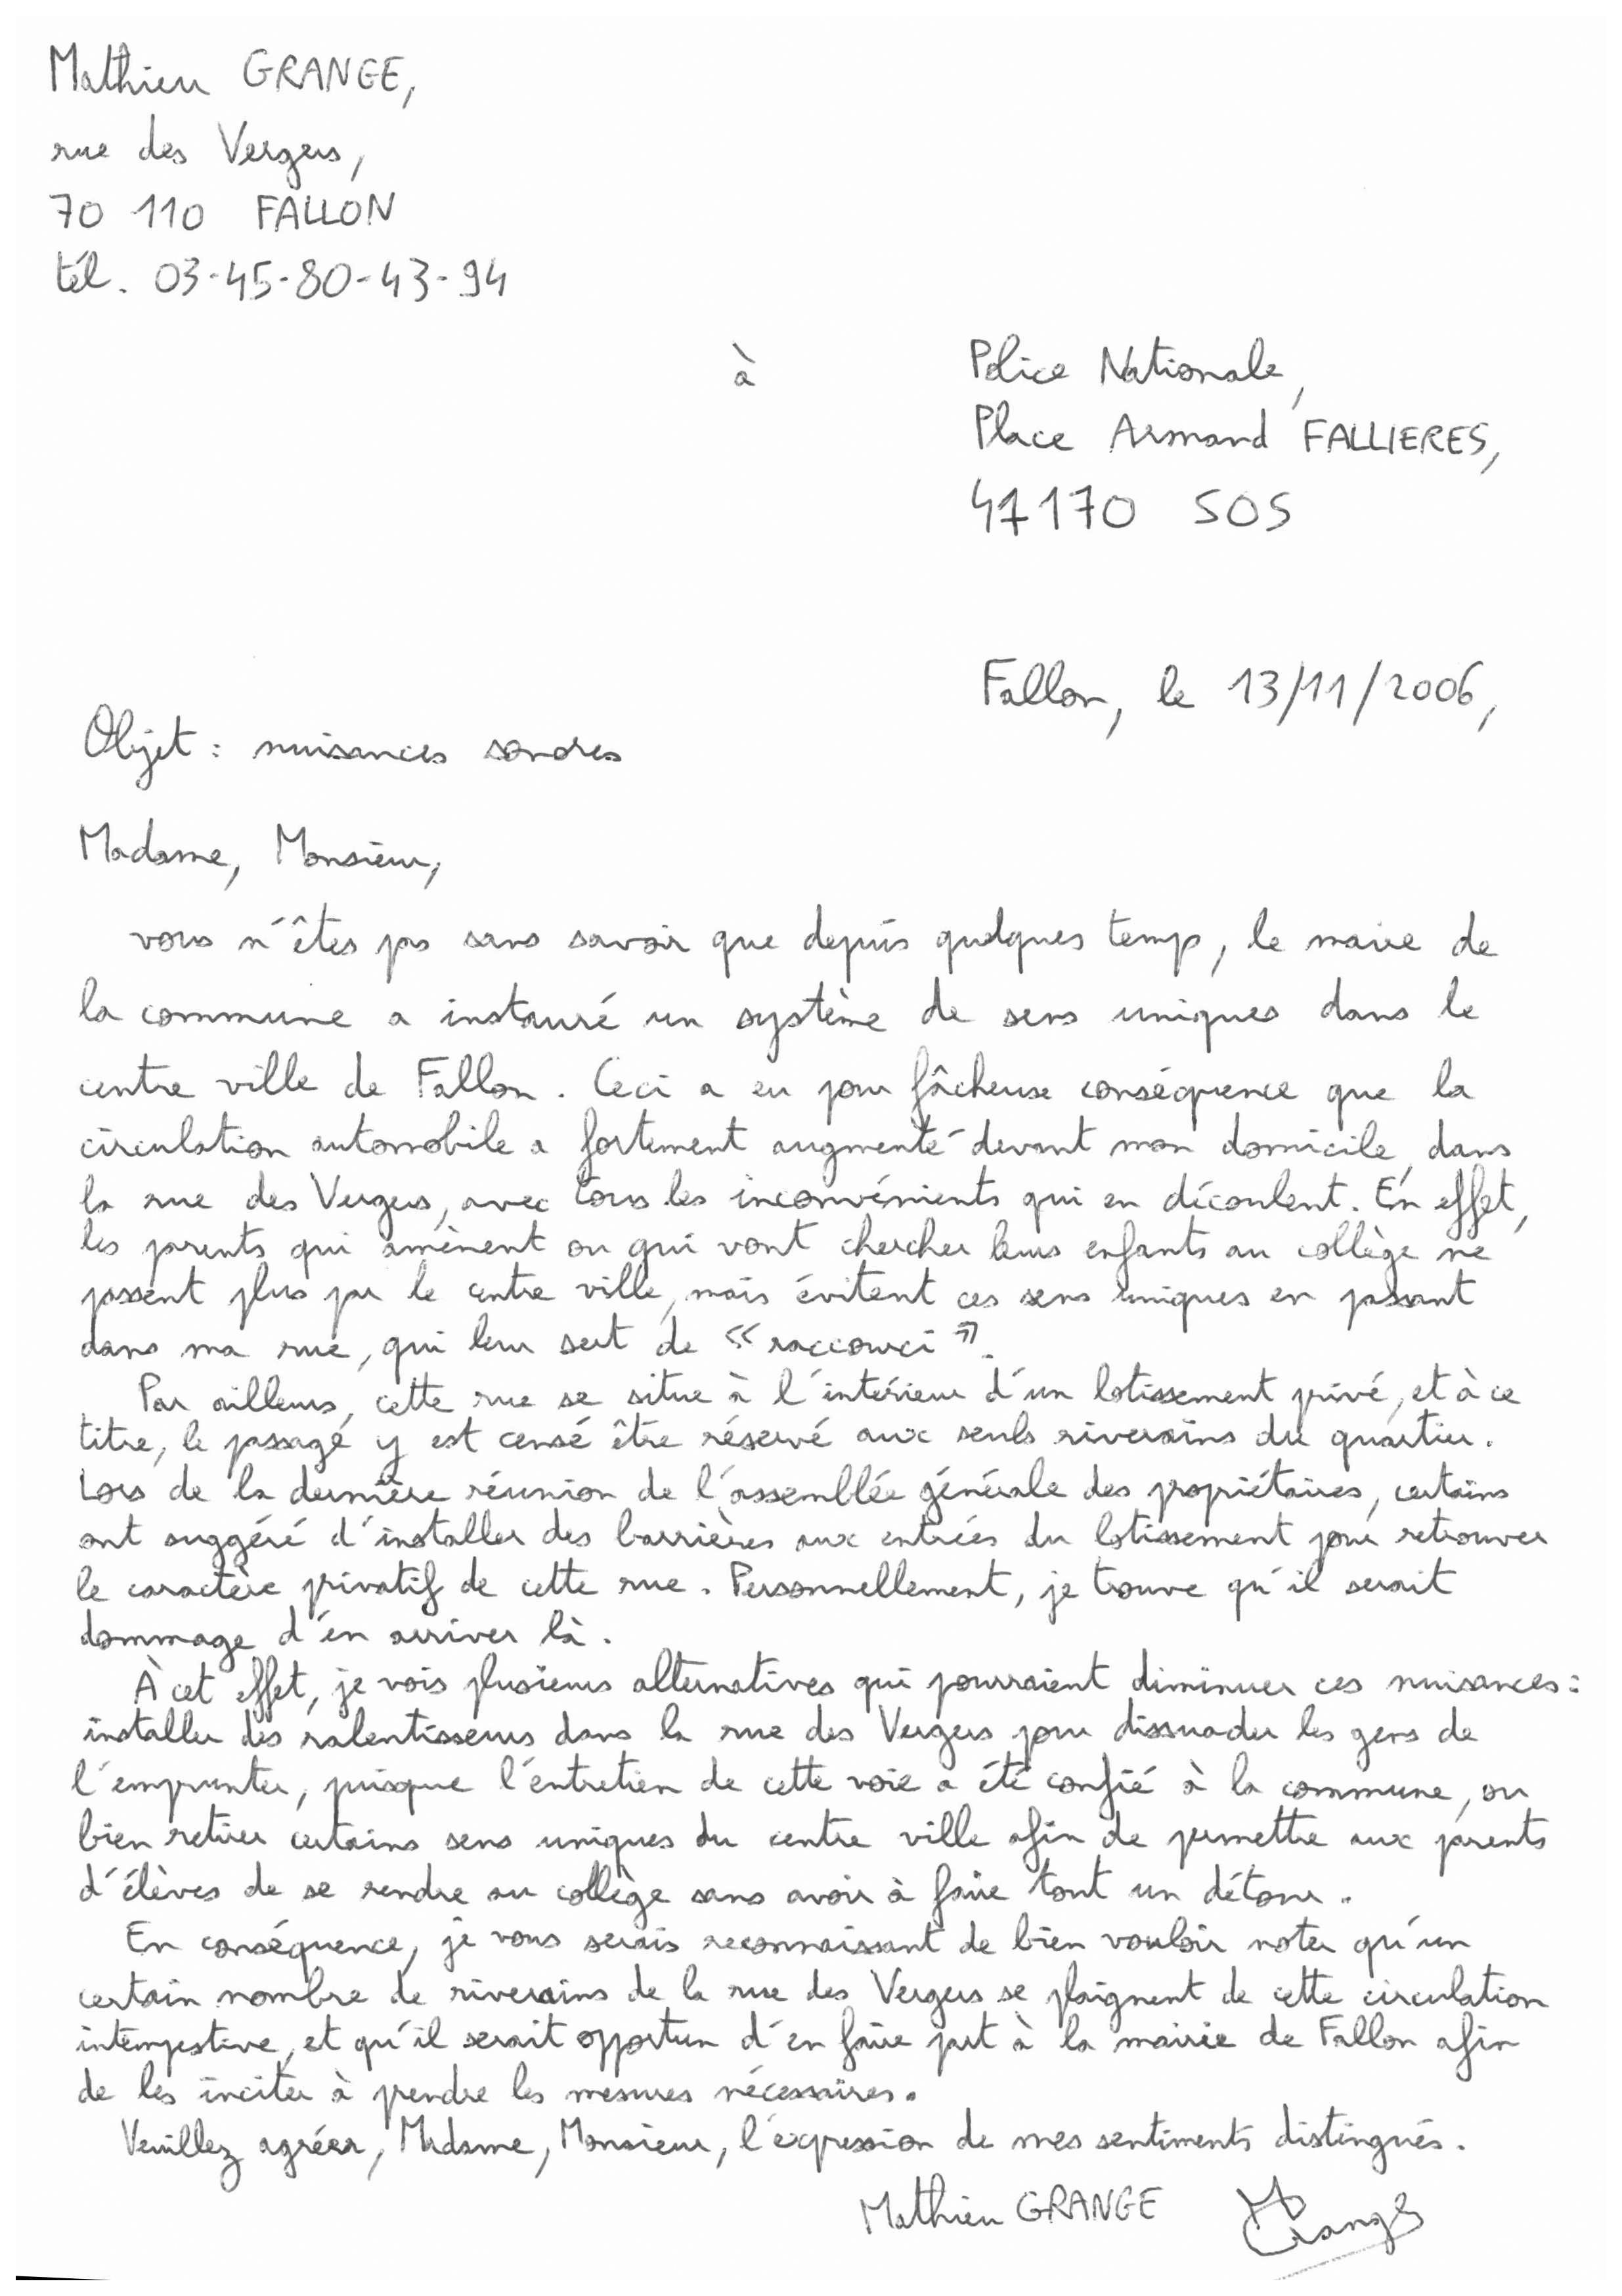 Mathieu GRANGE,
rue des Vergers,
70 110 FALLON
tél. 03-45-80-43-94
à
Police Nationale,
Place Armand FALLIERES,
47170 SOS
Fallon, le 13/11/2006,
Objet : nuisances sonores
Madame, Monsieur,
vous n'êtes pas sans savoir que depuis quelques temp, le maire de
la commune a instauré un système de sens uniques dans le
centre ville de Fallon. Ceci a eu pour fâcheuse conséquence que la
circulation automobile a fortement augmenté devant mon domicile, dans
la rue des Vergers, avec tous les inconvénients qui en découlent. En effet,
les parents qui amènent ou qui vont chercher leurs enfants au collège ne
passent plus par le centre ville, mais évitent ces sens uniques en passant
dans ma rue, qui leur sert de « raccourci ».
Par ailleurs, cette rue se situe à l'intérieur d'un lotissement privé, et à ce
titre, le passage y est censé être réservé aux seuls riverains du quartier.
Lors de la dernière réunion de l'assemblée générale des propriétaires, certains
ont suggéré d'installer des barrières aux entrées du lotissement pour retrouver
le caractère privatif de cette rue. Personnellement, je trouve qu'il serait
dommage d'en arriver là.
À cet effet, je vois plusieurs alternatives qui pourraient diminuer ces nuisances :
installer des ralentisseurs dans la rue des Vergers pour dissuader les gens de
l'emprunter, puisque l'entretien de cette voie a été confié à la commune, ou
bien retirer certains sens uniques du centre ville afin de permettre aux parents
d'élèves de se rendre au collège sans avoir à faire tout un détour.
En conséquence, je vous serais reconnaissant de bien vouloir noter qu'un
certain nombre de riverains de la rue des Vergers se plaignent de cette circulation
intempestive, et qu'il serait opportun d'en faire part à la mairie de Fallon afin
de les inciter à prendre les mesures nécessaires.
Veuillez agréer, Madame, Monsieur, l'expression de mes sentiments distingués.
Mathieu GRANGE MGrange